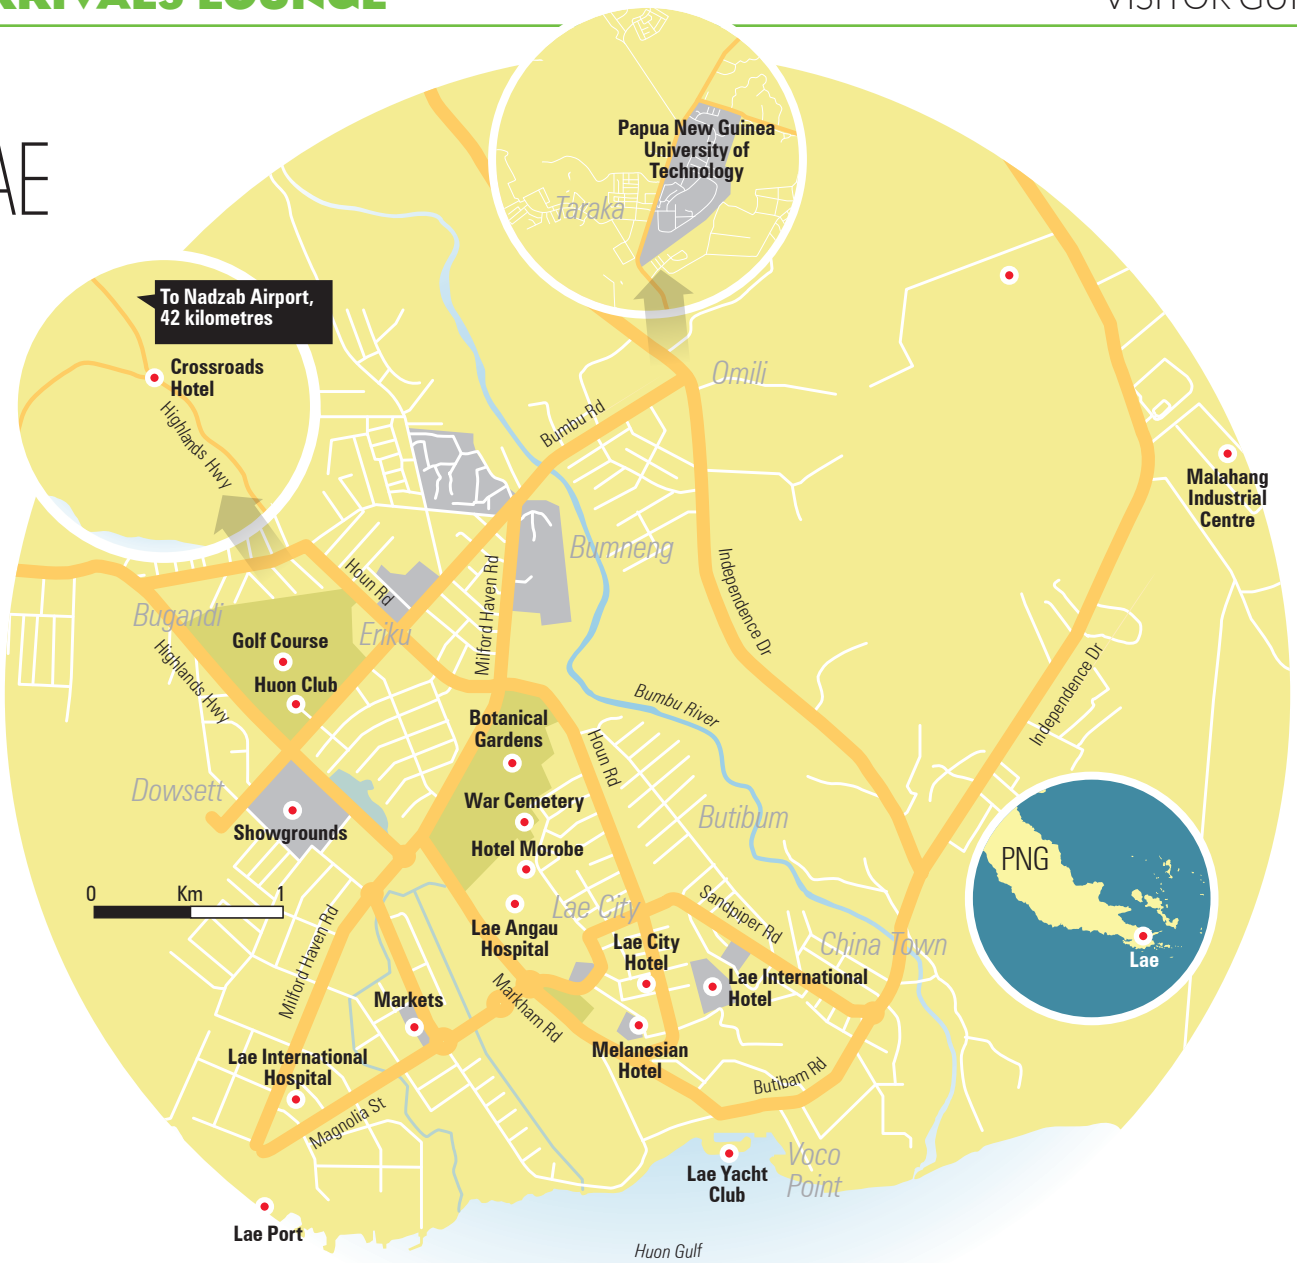 ARRIVALS LOUNGE
VISITOR GUI
AE
Papua New Guinea
University of
Technology
Taraka
To Nadzab Airport,
42 kilometres
Crossroads
Hotel
Highlands Hwy
Omili
Bumbu Rd
Malahang
Industrial
Centre
Bumneng
Houn Rd
Milford Haven Rd
Independence Dr
Bugandi
Eriku
Golf Course
Huon Club
Highlands Hwy
Independence Dr
Bumbu River
Botanical
Gardens
Houn Rd
Dowsett
War Cemetery
Butibum
Showgrounds
Hotel Morobe
PNG
Lae
0 Km 1
Lae City
Sandpiper Rd
Lae Angau
Hospital
Lae City
Hotel
China Town
Milford Haven Rd
Lae International
Hotel
Markets
Markham Rd
Melanesian
Hotel
Lae International
Hospital
Butibam Rd
Magnolia St
Voco
Point
Lae Yacht
Club
Lae Port
Huon Gulf